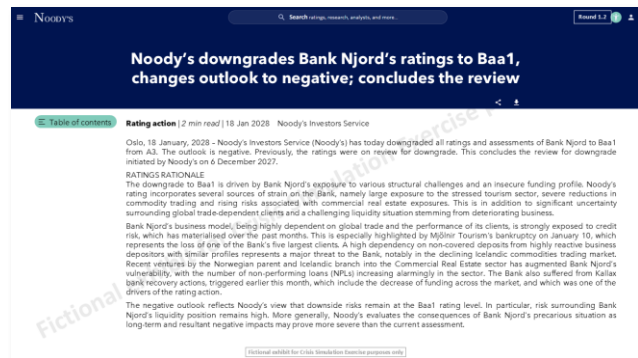 NOODY'S
Search ratings, research, analysts, and more...
Round 1.2
Noody's downgrades Bank Njord's ratings to Baa1,
changes outlook to negative; concludes the review
Table of contents
Rating action | 2 min read | 18 Jan 2028 Noody's Investors Service
Oslo, 18 January, 2028 - Noody's Investors Service (Noody's) has today downgraded all ratings and assessments of Bank Njord to Baa1
from A3. The outlook is negative. Previously, the ratings were on review for downgrade. This concludes the review for downgrade
initiated by Noody's on 6 December 2027.
RATINGS RATIONALE
The downgrade to Baa1 is driven by Bank Njord's exposure to various structural challenges and an insecure funding profile. Noody's
rating incorporates several sources of strain on the Bank, namely large exposure to the stressed tourism sector, severe reductions in
commodity trading and rising risks associated with commercial real estate exposures. This is in addition to significant uncertainty
surrounding global trade-dependent clients and a challenging liquidity situation stemming from deteriorating business.
Bank Njord's business model, being highly dependent on global trade and the performance of its clients, is strongly exposed to credit
risk, which has materialised over the past months. This is especially highlighted by Mjölnir Tourism's bankruptcy on January 10, which
represents the loss of one of the Bank's five largest clients. A high dependency on non-covered deposits from highly reactive business
depositors with similar profiles represents a major threat to the Bank, notably in the declining Icelandic commodities trading market.
Recent ventures by the Norwegian parent and Icelandic branch into the Commercial Real Estate sector has augmented Bank Njord's
vulnerability, with the number of non-performing loans (NPLs) increasing alarmingly in the sector. The Bank also suffered from Kallax
bank recovery actions, triggered earlier this month, which include the decrease of funding across the market, and which was one of the
drivers of the rating action.
The negative outlook reflects Noody's view that downside risks remain at the Baa1 rating level. In particular, risk surrounding Bank
Njord's liquidity position remains high. More generally, Noody's evaluates the consequences of Bank Njord's precarious situation as
long-term and resultant negative impacts may prove more severe than the current assessment.
Fictional exhibit for Crisis Simulation Exercise purposes only